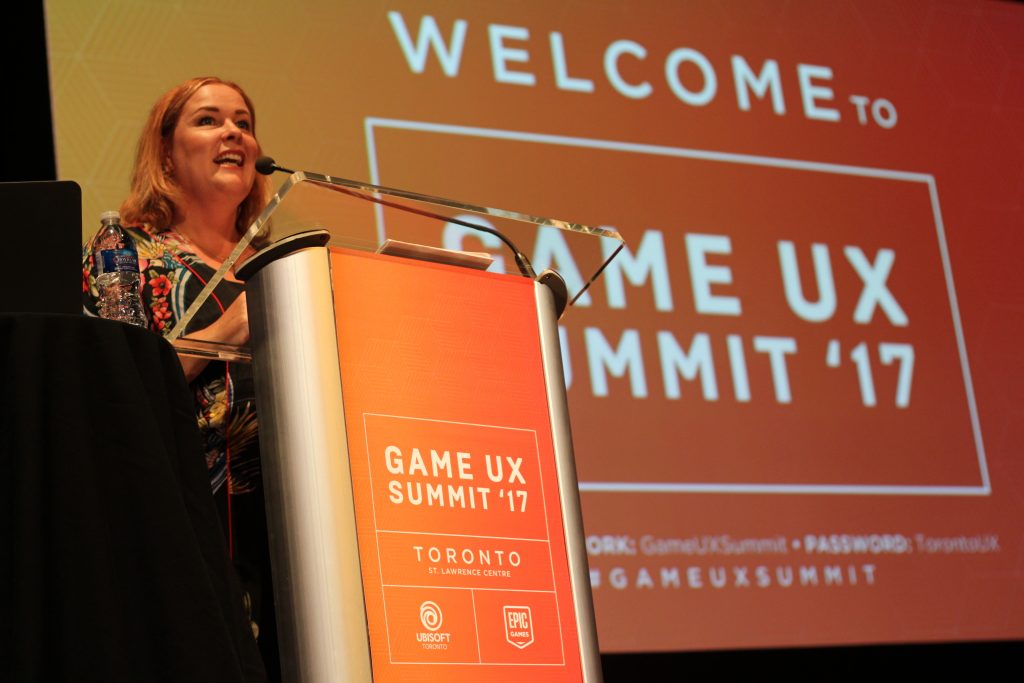 WELCOME TO
GAME UX
SUMMIT '17
ORK: GameUXSummit • PASSWORD: TorontoUX
#GAMEUXSUMMIT
GAME UX
SUMMIT '17
TORONTO
ST. LAWRENCE CENTRE
UBISOFT
TORONTO
EPIC
GAMES